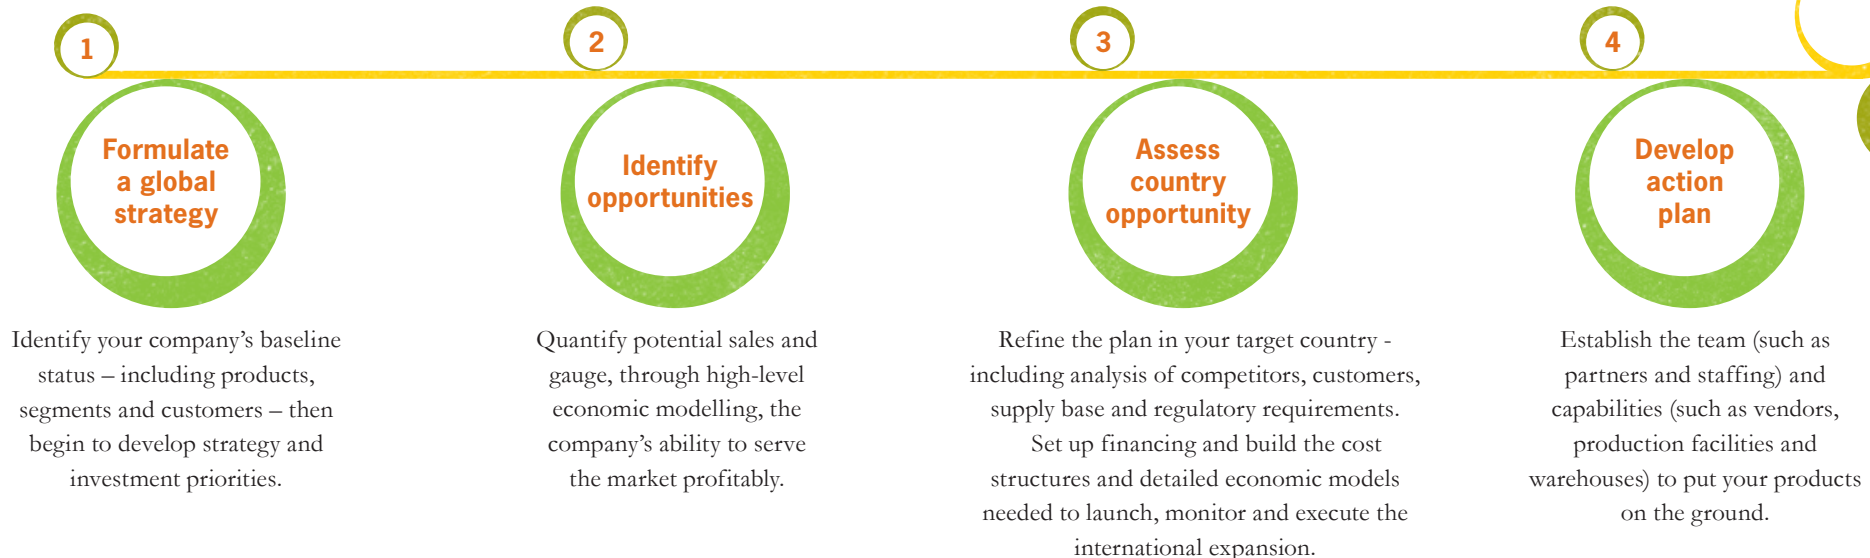 1
Formulate
a global
strategy
Identify your company’s baseline
status – including products,
segments and customers – then
begin to develop strategy and
investment priorities.
2
Identify
opportunities
Quantify potential sales and
gauge, through high-level
economic modelling, the
company’s ability to serve
the market profitably.
3
Assess
country
opportunity
Refine the plan in your target country -
including analysis of competitors, customers,
supply base and regulatory requirements.
Set up financing and build the cost
structures and detailed economic models
needed to launch, monitor and execute the
international expansion.
4
Develop
action
plan
Establish the team (such as
partners and staffing) and
capabilities (such as vendors,
production facilities and
warehouses) to put your products
on the ground.